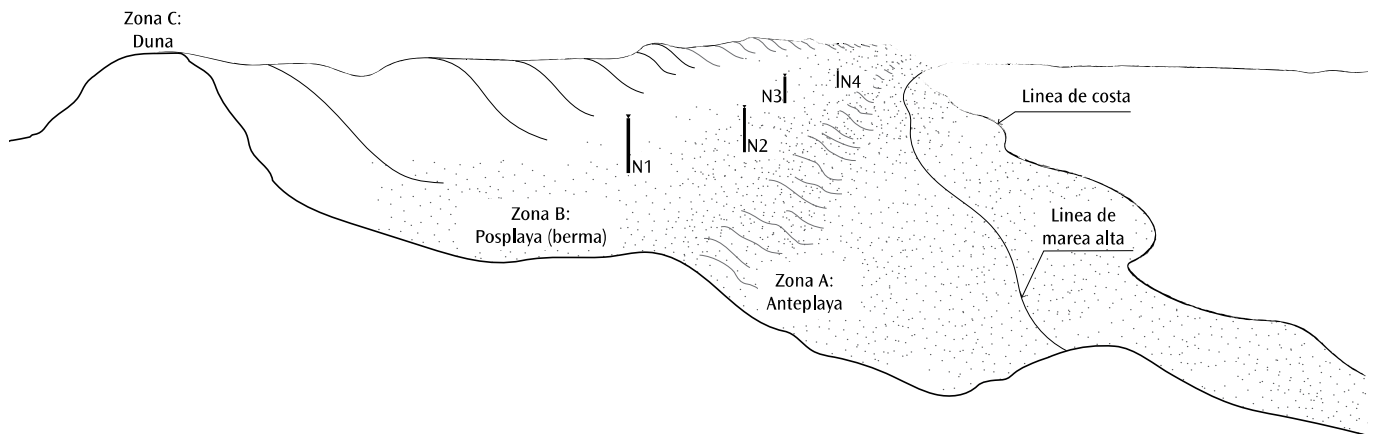 Zona C:
Duna
N4
N3
Linea de costa
N2
N1
Zona B:
Posplaya (berma)
Linea de
marea alta
Zona A:
Anteplaya